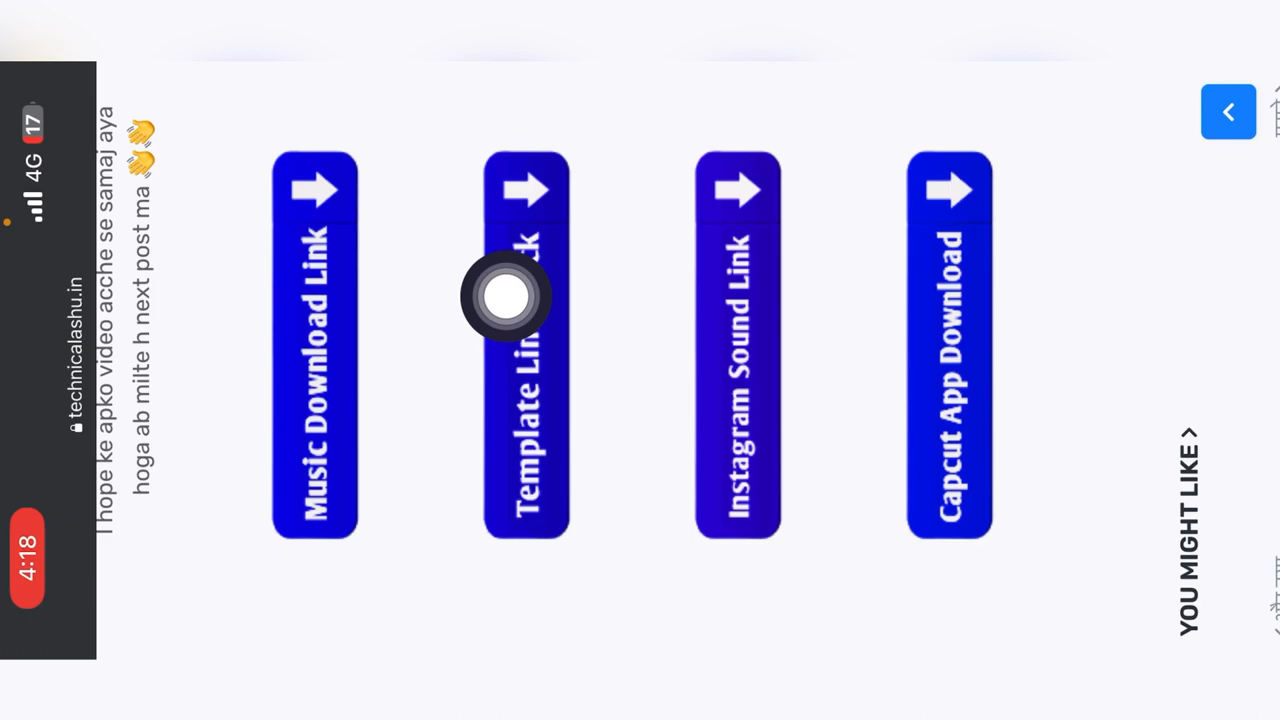 4:18
4G 17
technicalashu.in
I hope ke apko video acche se samaj aya
hoga ab milte h next post ma 👋👋
Music Download Link
Template
Instagram Sound Link
Capcut App Download
YOU MIGHT LIKE >